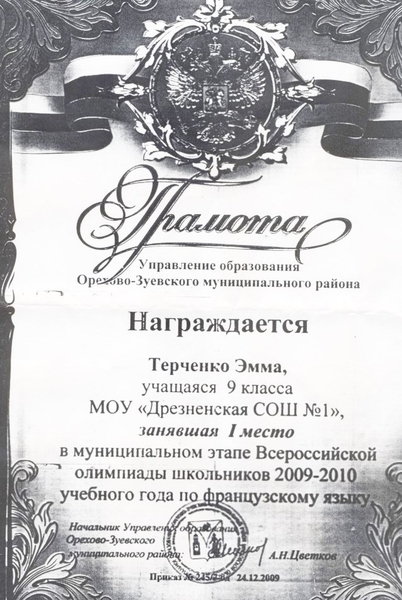 Грамота
Управление образования
Орехово-Зуевского муниципального района
Награждается
Терченко Эмма,
учащаяся 9 класса
МОУ «Дрезненская СОШ №1»,
занявшая I место
в муниципальном этапе Всероссийской
олимпиады школьников 2009-2010
учебного года по французскому языку
Начальник Управления образования
Орехово-Зуевского
муниципального района: А.Н.Цветков
Приказ № 24.12.2009